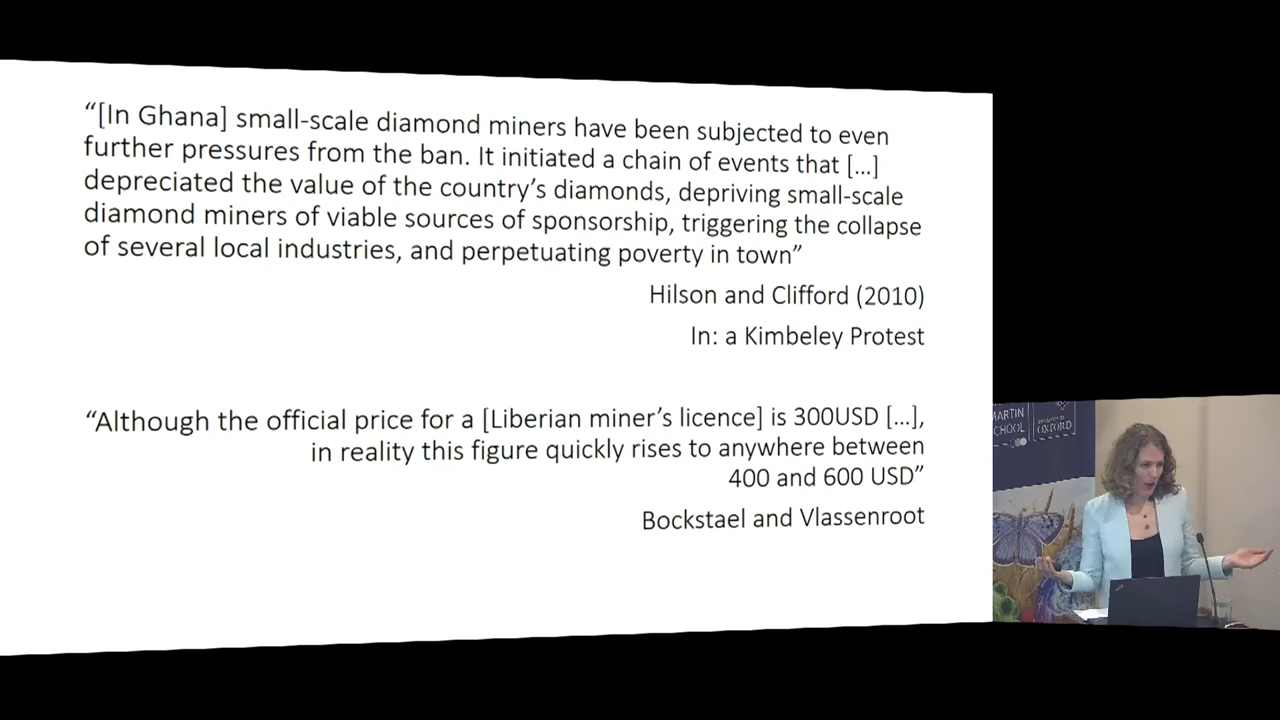 “[In Ghana] small-scale diamond miners have been subjected to even
further pressures from the ban. It initiated a chain of events that [...]
depreciated the value of the country’s diamonds, depriving small-scale
diamond miners of viable sources of sponsorship, triggering the collapse
of several local industries, and perpetuating poverty in town”
Hilson and Clifford (2010)
In: a Kimbeley Protest
“Although the official price for a [Liberian miner’s licence] is 300USD [...],
in reality this figure quickly rises to anywhere between
400 and 600 USD”
Bockstael and Vlassenroot
MARTIN
SCHOOL
OXFORD